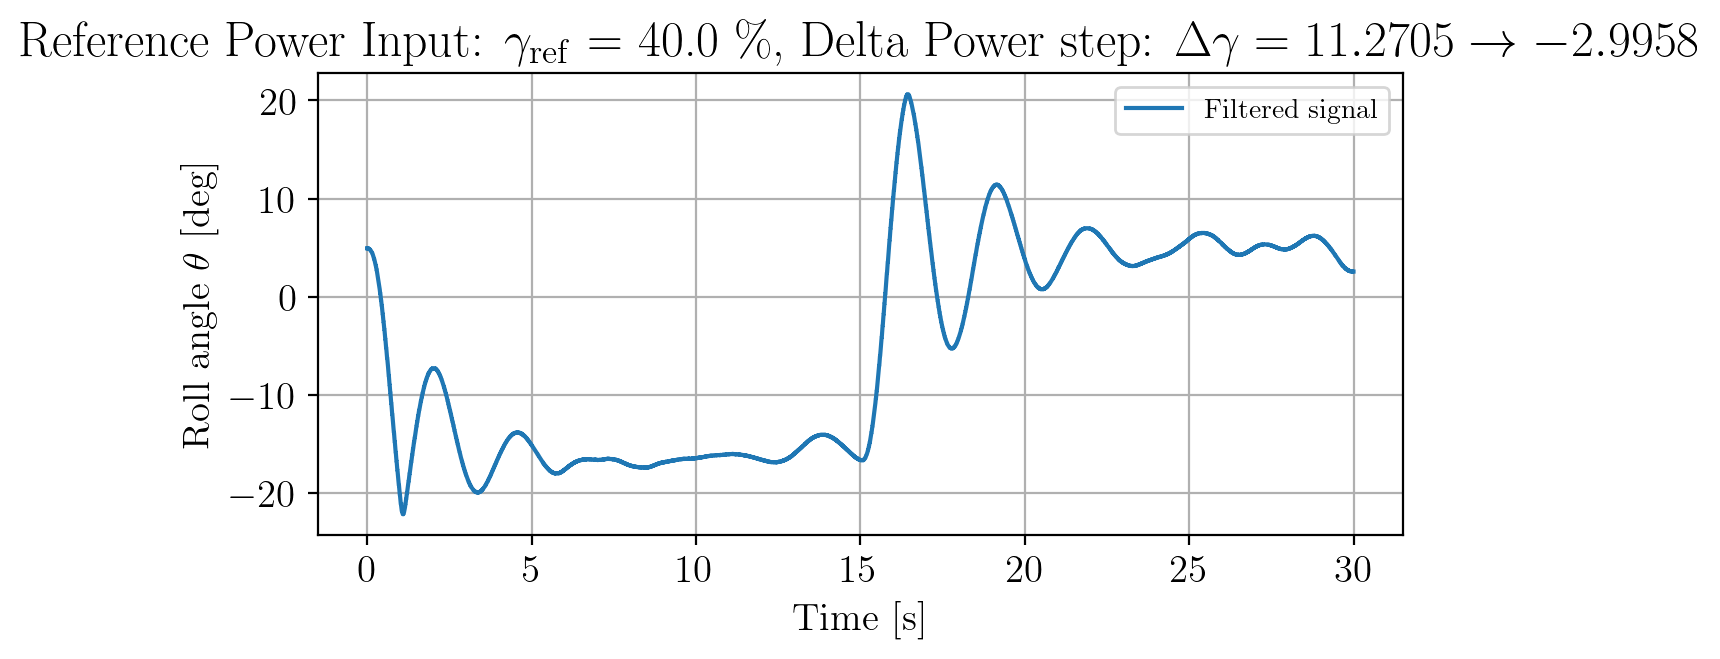 Reference Power Input: γref = 40.0 %, Delta Power step: Δγ = 11.2705 → −2.9958
Filtered signal
20
10
0
−10
−20
Roll angle θ [deg]
0 5 10 15 20 25 30
Time [s]